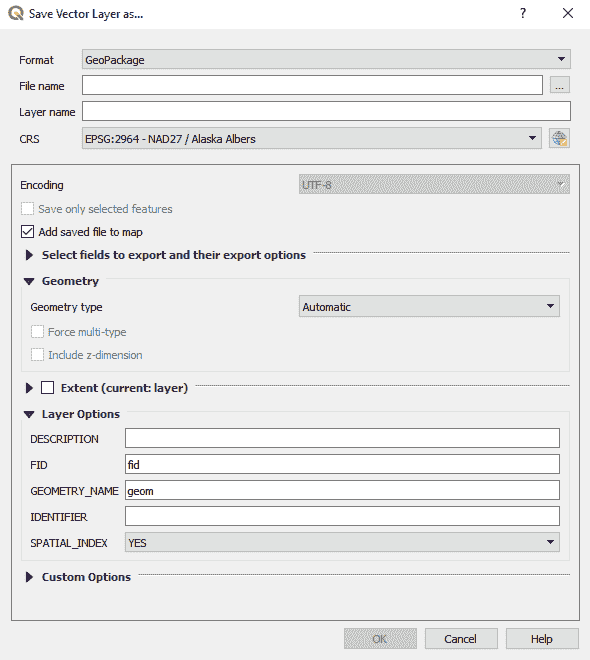 Save Vector Layer as...
?
Format GeoPackage
File name ...
Layer name
CRS EPSG:2964 - NAD27 / Alaska Albers
Encoding UTF-8
Save only selected features
Add saved file to map
Select fields to export and their export options
Geometry
Geometry type Automatic
Force multi-type
Include z-dimension
Extent (current: layer)
Layer Options
DESCRIPTION
FID fid
GEOMETRY_NAME geom
IDENTIFIER
SPATIAL_INDEX YES
Custom Options
OK Cancel Help